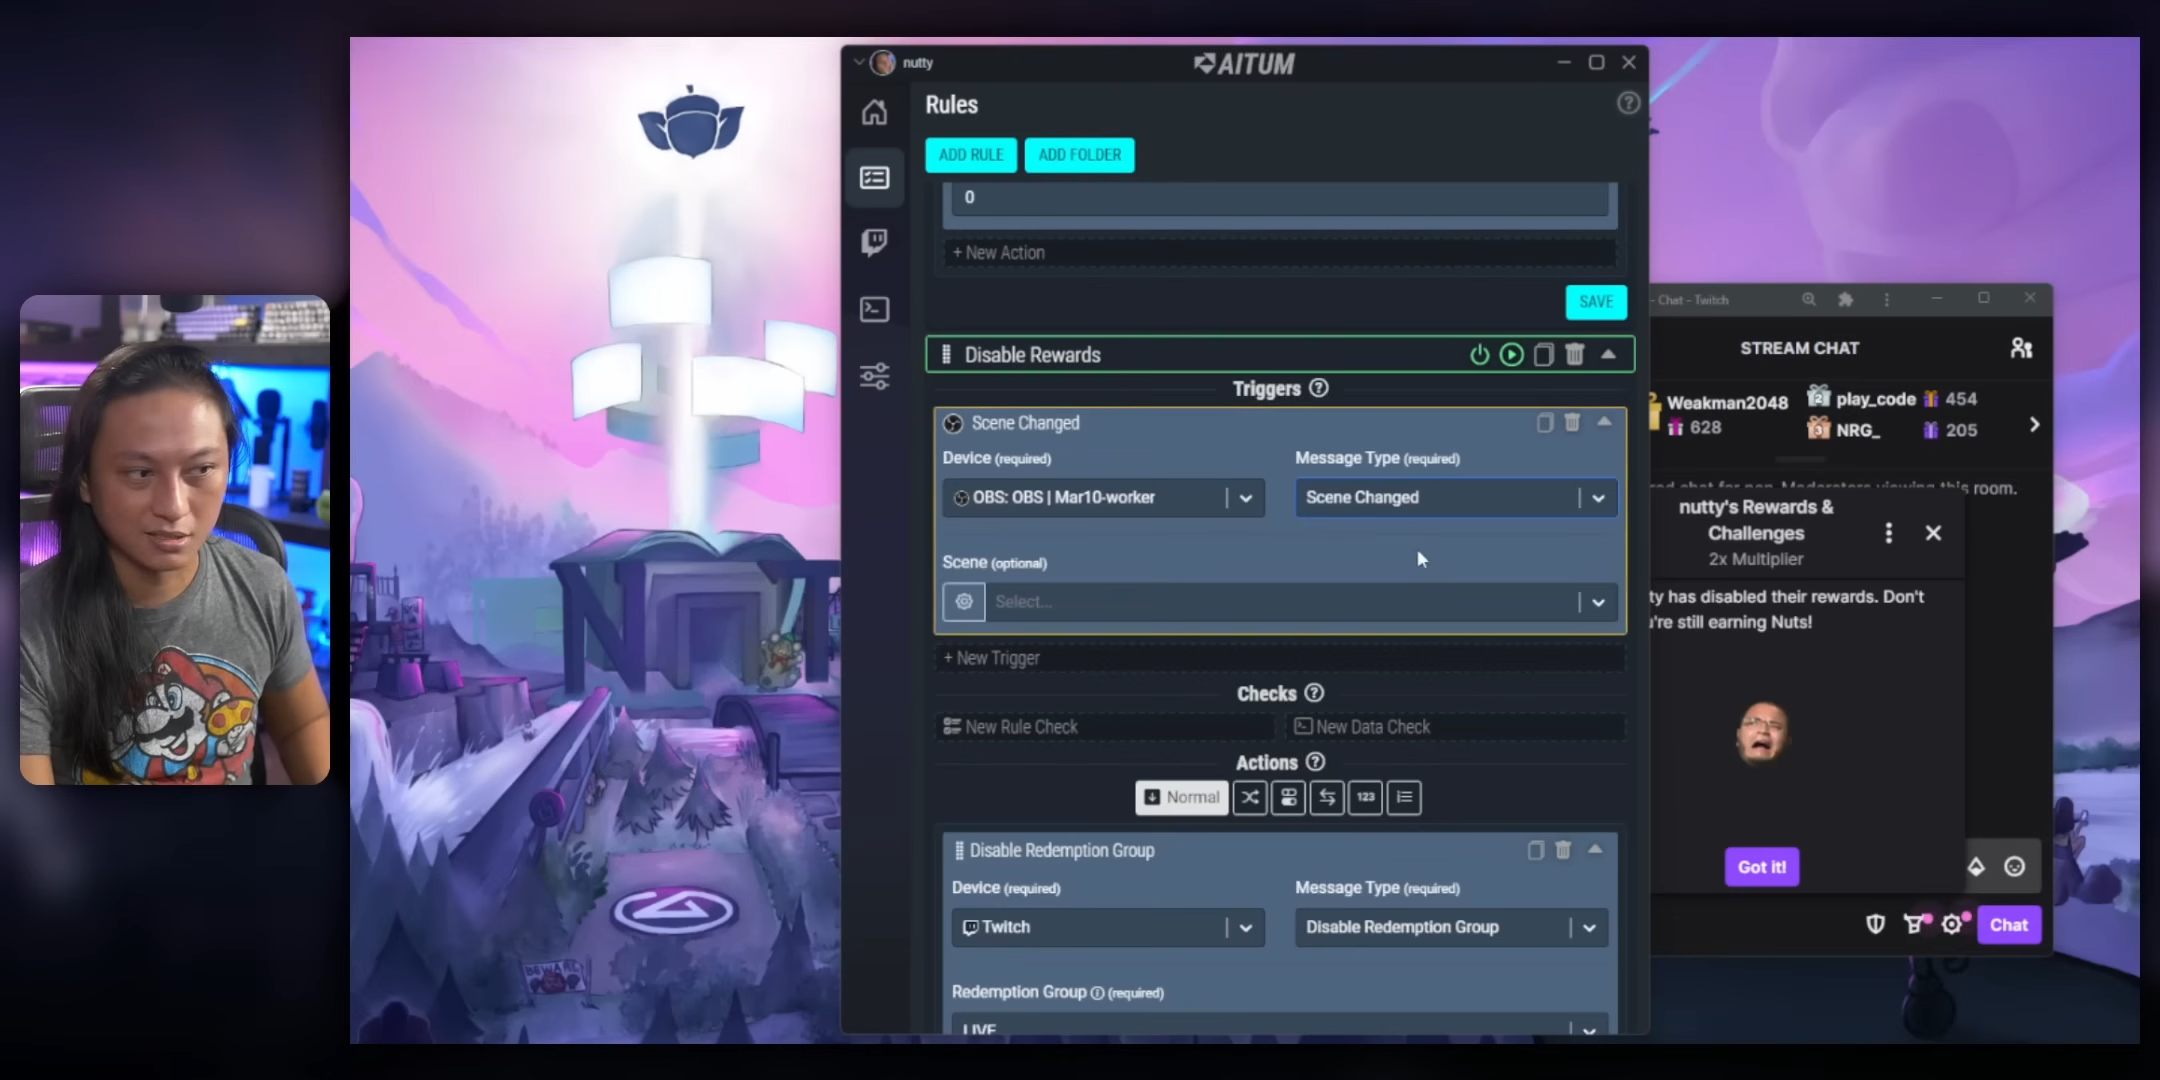 nutty
AITUM
Rules
ADD RULE
ADD FOLDER
0
+ New Action
SAVE
Disable Rewards
Triggers
Scene Changed
Device (required)
Message Type (required)
OBS: OBS | Mar10-worker
Scene Changed
Scene (optional)
Select...
+ New Trigger
Checks
New Rule Check
New Data Check
Actions
Normal
123
Disable Redemption Group
Device (required)
Message Type (required)
Twitch
Disable Redemption Group
Redemption Group (required)
LIVE
- Chat - Twitch
STREAM CHAT
Weakman2048
628
2
play_code
454
3
NRG_
205
room.
nutty's Rewards &
Challenges
2x Multiplier
ty has disabled their rewards. Don't
u're still earning Nuts!
Got it!
Chat
BEWARE